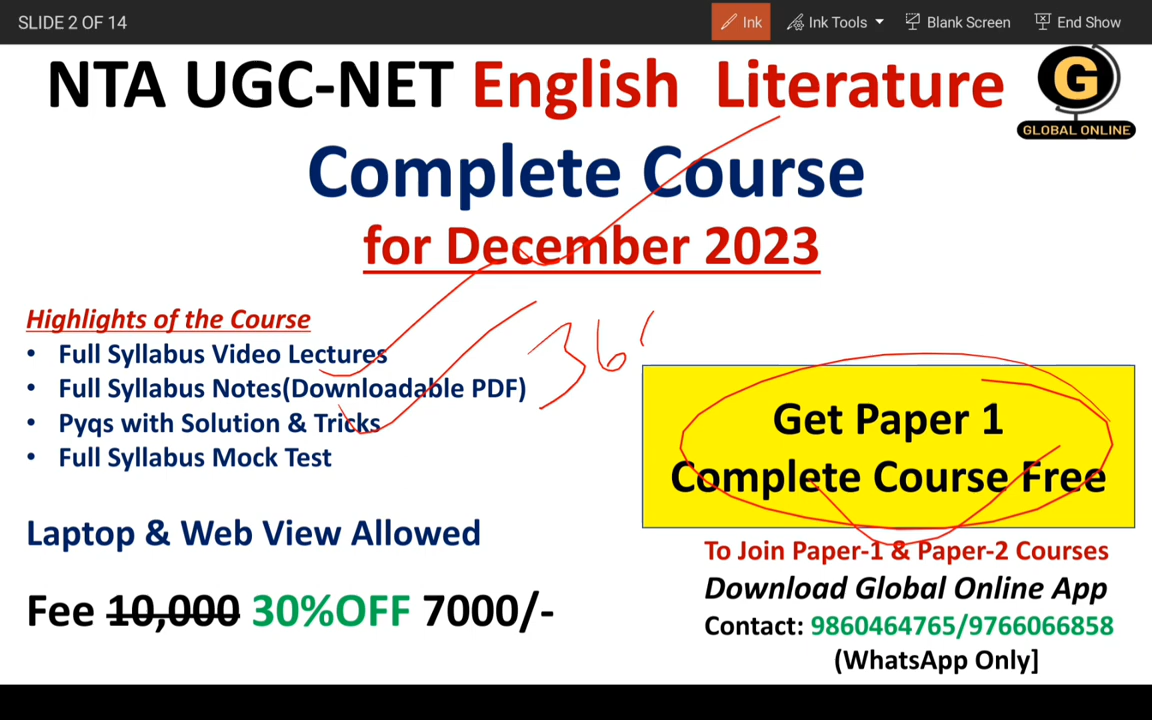 SLIDE 2 OF 14
Ink
Ink Tools
Blank Screen
End Show
NTA UGC-NET English Literature
G
GLOBAL ONLINE
Complete Course
for December 2023
Highlights of the Course
• Full Syllabus Video Lectures
• Full Syllabus Notes(Downloadable PDF)
• Pyqs with Solution & Tricks
• Full Syllabus Mock Test
36
Get Paper 1
Complete Course Free
Laptop & Web View Allowed
Fee 10,000 30%OFF 7000/-
To Join Paper-1 & Paper-2 Courses
Download Global Online App
Contact: 9860464765/9766066858
(WhatsApp Only]